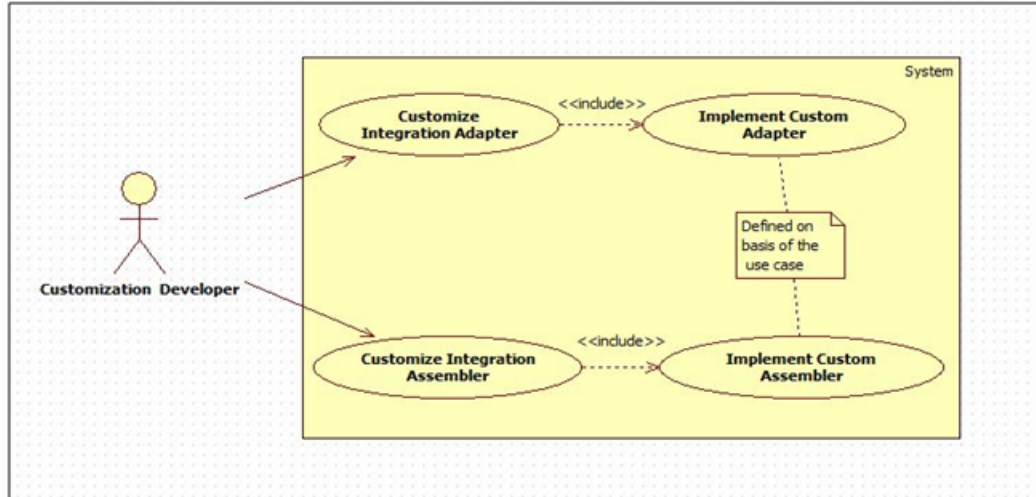 System
<<include>>
Customize
Integration Adapter
Implement Custom
Adapter
Defined on
basis of the
use case
Customization Developer
<<include>>
Customize Integration
Assembler
Implement Custom
Assembler